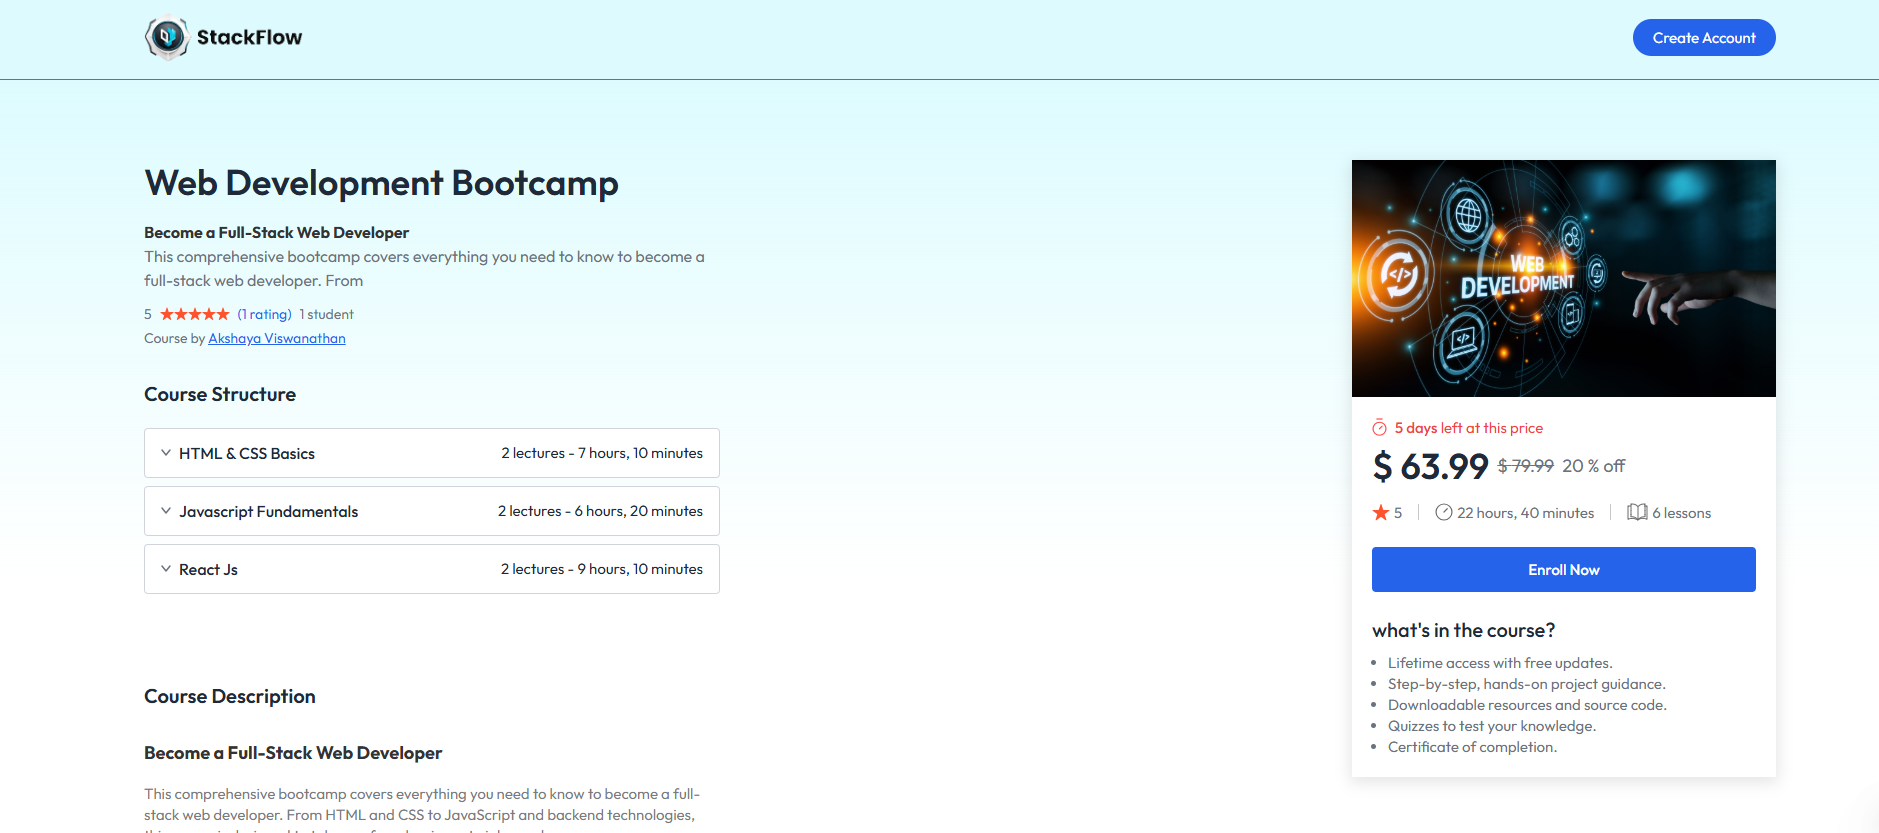 StackFlow
Create Account
Web Development Bootcamp
Become a Full-Stack Web Developer
This comprehensive bootcamp covers everything you need to know to become a
full-stack web developer. From
5 (1 rating) 1 student
Course by Akshaya Viswanathan
Course Structure
HTML & CSS Basics 2 lectures - 7 hours, 10 minutes
Javascript Fundamentals 2 lectures - 6 hours, 20 minutes
React Js 2 lectures - 9 hours, 10 minutes
Course Description
Become a Full-Stack Web Developer
This comprehensive bootcamp covers everything you need to know to become a full-
stack web developer. From HTML and CSS to JavaScript and backend technologies,
WEB
DEVELOPMENT
</>
</>
5 days left at this price
$ 63.99 $ 79.99 20 % off
5 22 hours, 40 minutes 6 lessons
Enroll Now
what's in the course?
Lifetime access with free updates.
Step-by-step, hands-on project guidance.
Downloadable resources and source code.
Quizzes to test your knowledge.
Certificate of completion.